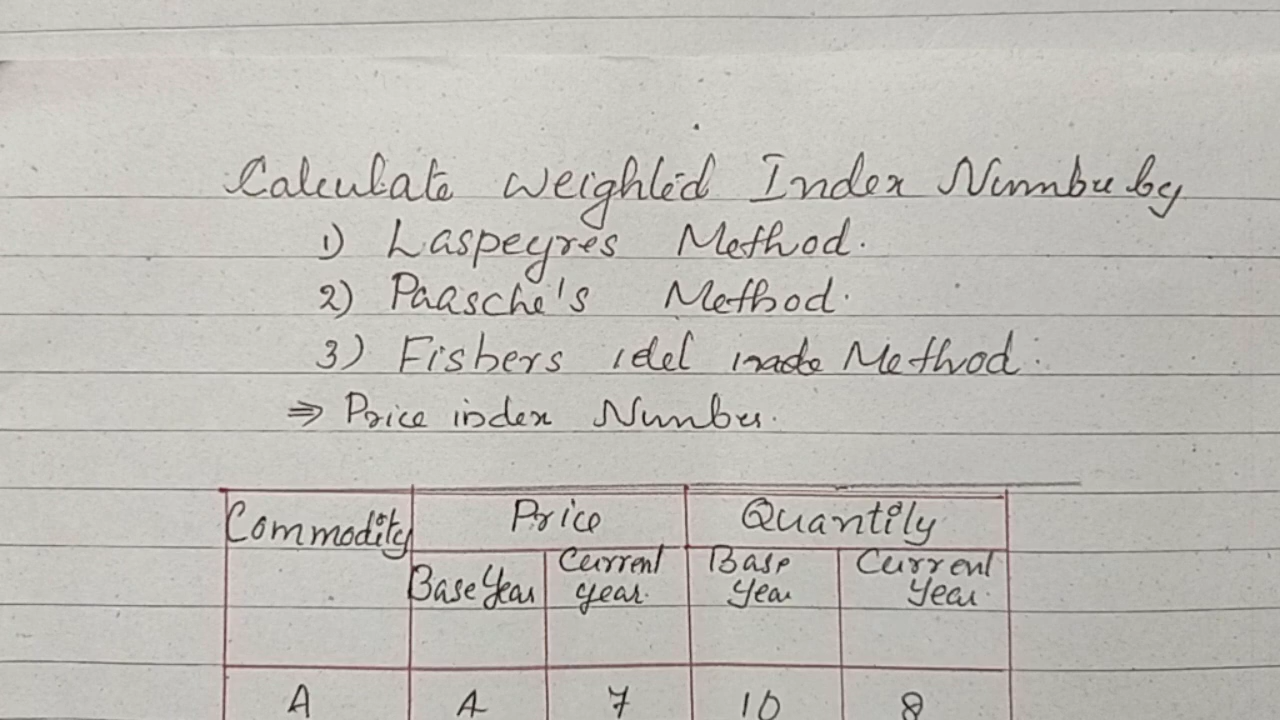 Calculate Weighted Index Number by
1) Laspeyres Method.
2) Paasche's Method.
3) Fishers idel Method.
⇒ Price index Number.
Commodity Price Quantity
Base Year Current year. Base Year Current Year.
A 4 7 10 8